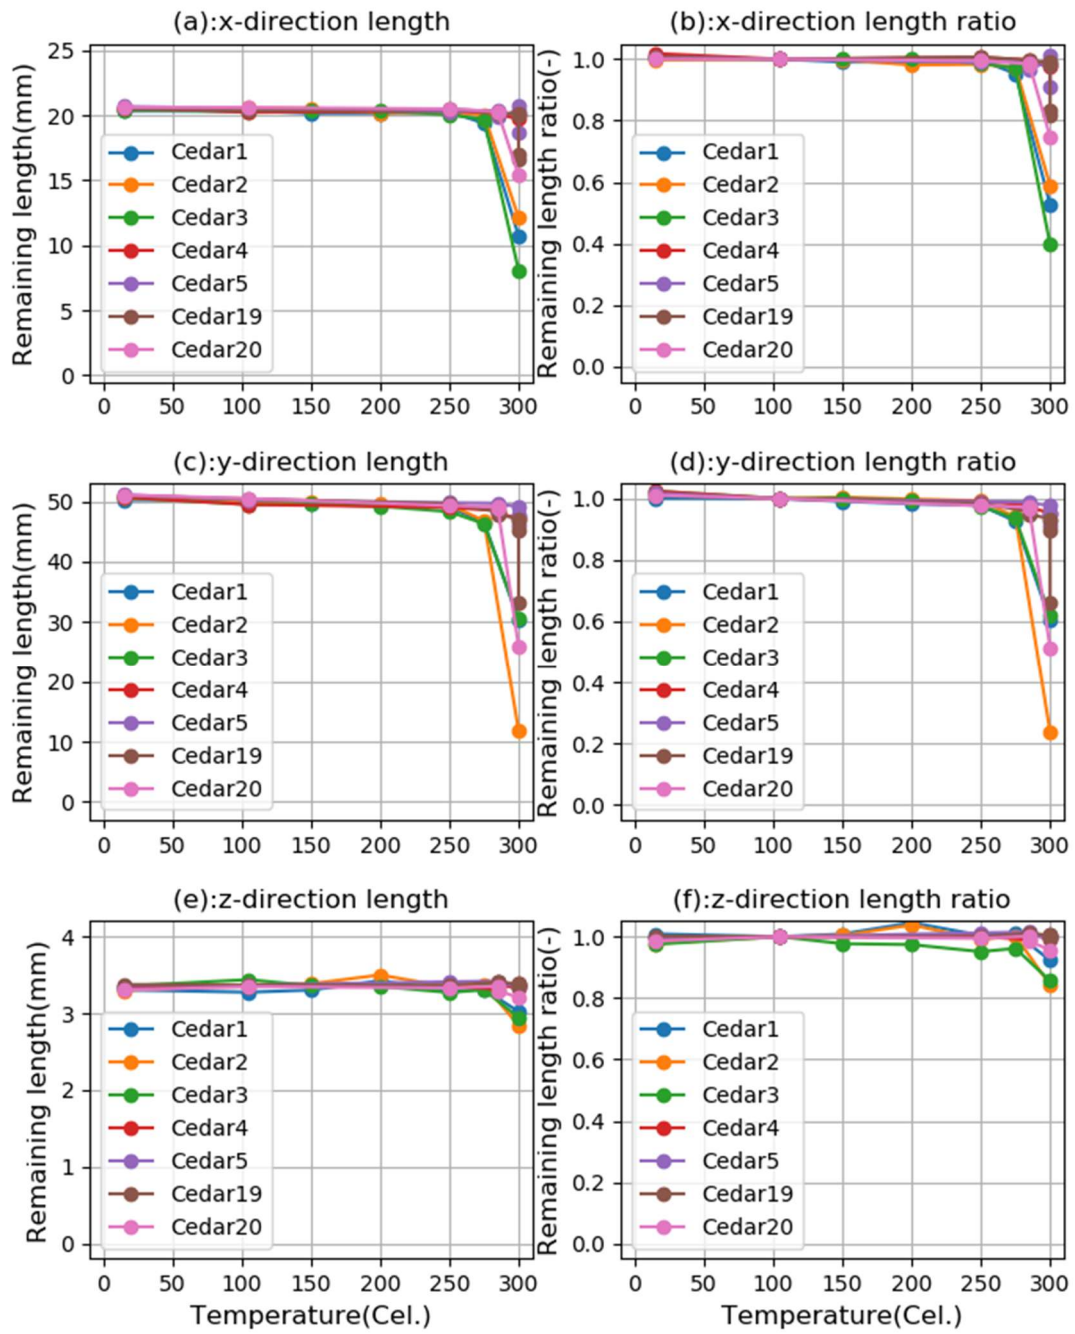 (a):x-direction length
Remaining length(mm)
25
20
15
10
5
0
Cedar1
Cedar2
Cedar3
Cedar4
Cedar5
Cedar19
Cedar20
0 50 100 150 200 250 300
(b):x-direction length ratio
Remaining length ratio(-)
1.0
0.8
0.6
0.4
0.2
0.0
Cedar1
Cedar2
Cedar3
Cedar4
Cedar5
Cedar19
Cedar20
0 50 100 150 200 250 300
(c):y-direction length
Remaining length(mm)
50
40
30
20
10
0
Cedar1
Cedar2
Cedar3
Cedar4
Cedar5
Cedar19
Cedar20
0 50 100 150 200 250 300
(d):y-direction length ratio
Remaining length ratio(-)
1.0
0.8
0.6
0.4
0.2
0.0
Cedar1
Cedar2
Cedar3
Cedar4
Cedar5
Cedar19
Cedar20
0 50 100 150 200 250 300
(e):z-direction length
Remaining length(mm)
4
3
2
1
0
Cedar1
Cedar2
Cedar3
Cedar4
Cedar5
Cedar19
Cedar20
0 50 100 150 200 250 300
Temperature(Cel.)
(f):z-direction length ratio
Remaining length ratio(-)
1.0
0.8
0.6
0.4
0.2
0.0
Cedar1
Cedar2
Cedar3
Cedar4
Cedar5
Cedar19
Cedar20
0 50 100 150 200 250 300
Temperature(Cel.)